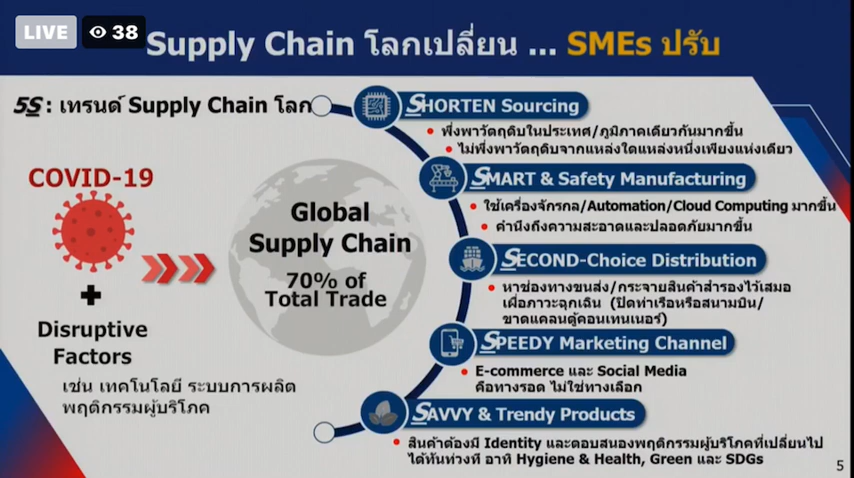 LIVE 38
Supply Chain โลกเปลี่ยน ... SMEs ปรับ
5S : เทรนด์ Supply Chain โลก
SHORTEN Sourcing
พึ่งพาวัตถุดิบในประเทศ/ภูมิภาคเดียวกันมากขึ้น
ไม่พึ่งพาวัตถุดิบจากแหล่งใดแหล่งหนึ่งเพียงแห่งเดียว
COVID-19
SMART & Safety Manufacturing
ใช้เครื่องจักรกล/Automation/Cloud Computing มากขึ้น
คำนึงถึงความสะอาดและปลอดภัยมากขึ้น
Global
Supply Chain
70% of
Total Trade
SECOND-Choice Distribution
หาช่องทางขนส่ง/กระจายสินค้าสำรองไว้เสมอ
เผื่อภาวะฉุกเฉิน (ปิดท่าเรือหรือสนามบิน/
ขาดแคลนตู้คอนเทนเนอร์)
+
Disruptive
Factors
เช่น เทคโนโลยี ระบบการผลิต
พฤติกรรมผู้บริโภค
SPEEDY Marketing Channel
E-commerce และ Social Media
คือทางรอด ไม่ใช่ทางเลือก
SAVVY & Trendy Products
สินค้าต้องมี Identity และตอบสนองพฤติกรรมผู้บริโภคที่เปลี่ยนไป
ได้ทันท่วงที อาทิ Hygiene & Health, Green และ SDGs
5